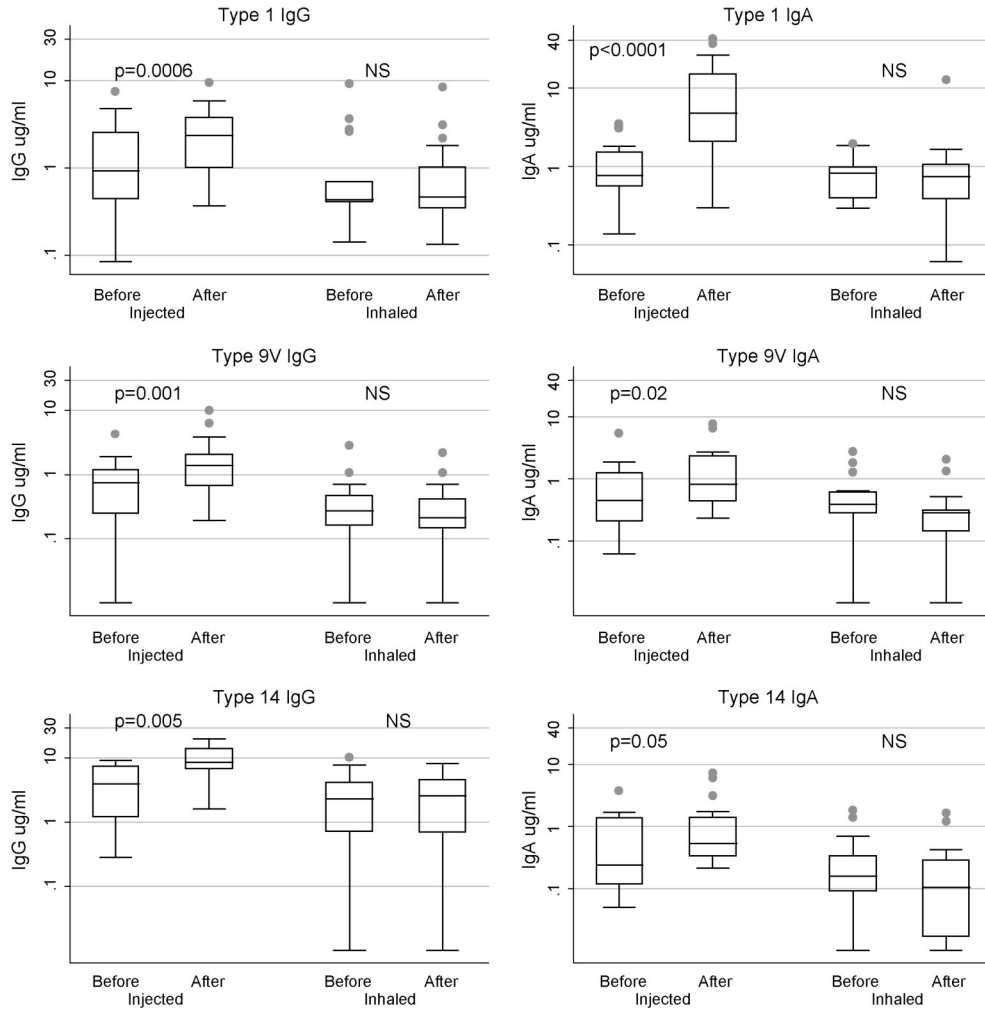 Type 1 IgG
30
10
1
.1
IgG ug/ml
p=0.0006
NS
Before After Before After
Injected Inhaled
Type 1 IgA
40
10
1
.1
IgA ug/ml
p<0.0001
NS
Before After Before After
Injected Inhaled
Type 9V IgG
30
10
1
.1
IgG ug/ml
p=0.001
NS
Before After Before After
Injected Inhaled
Type 9V IgA
40
10
1
.1
IgA ug/ml
p=0.02
NS
Before After Before After
Injected Inhaled
Type 14 IgG
30
10
1
.1
IgG ug/ml
p=0.005
NS
Before After Before After
Injected Inhaled
Type 14 IgA
40
10
1
.1
IgA ug/ml
p=0.05
NS
Before After Before After
Injected Inhaled